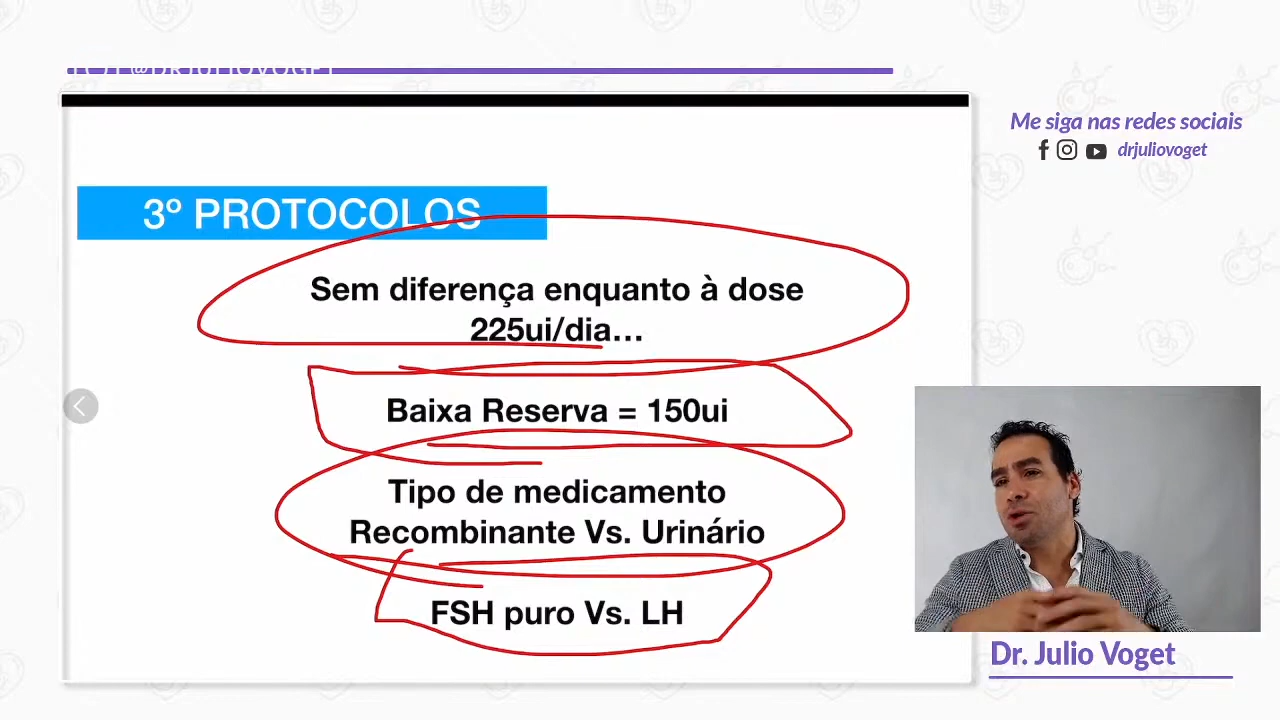 @DRJULIOVOGET
Me siga nas redes sociais
drjuliovoget
3º PROTOCOLOS
Sem diferença enquanto à dose
225ui/dia...
Baixa Reserva = 150ui
Tipo de medicamento
Recombinante Vs. Urinário
FSH puro Vs. LH
Dr. Julio Voget